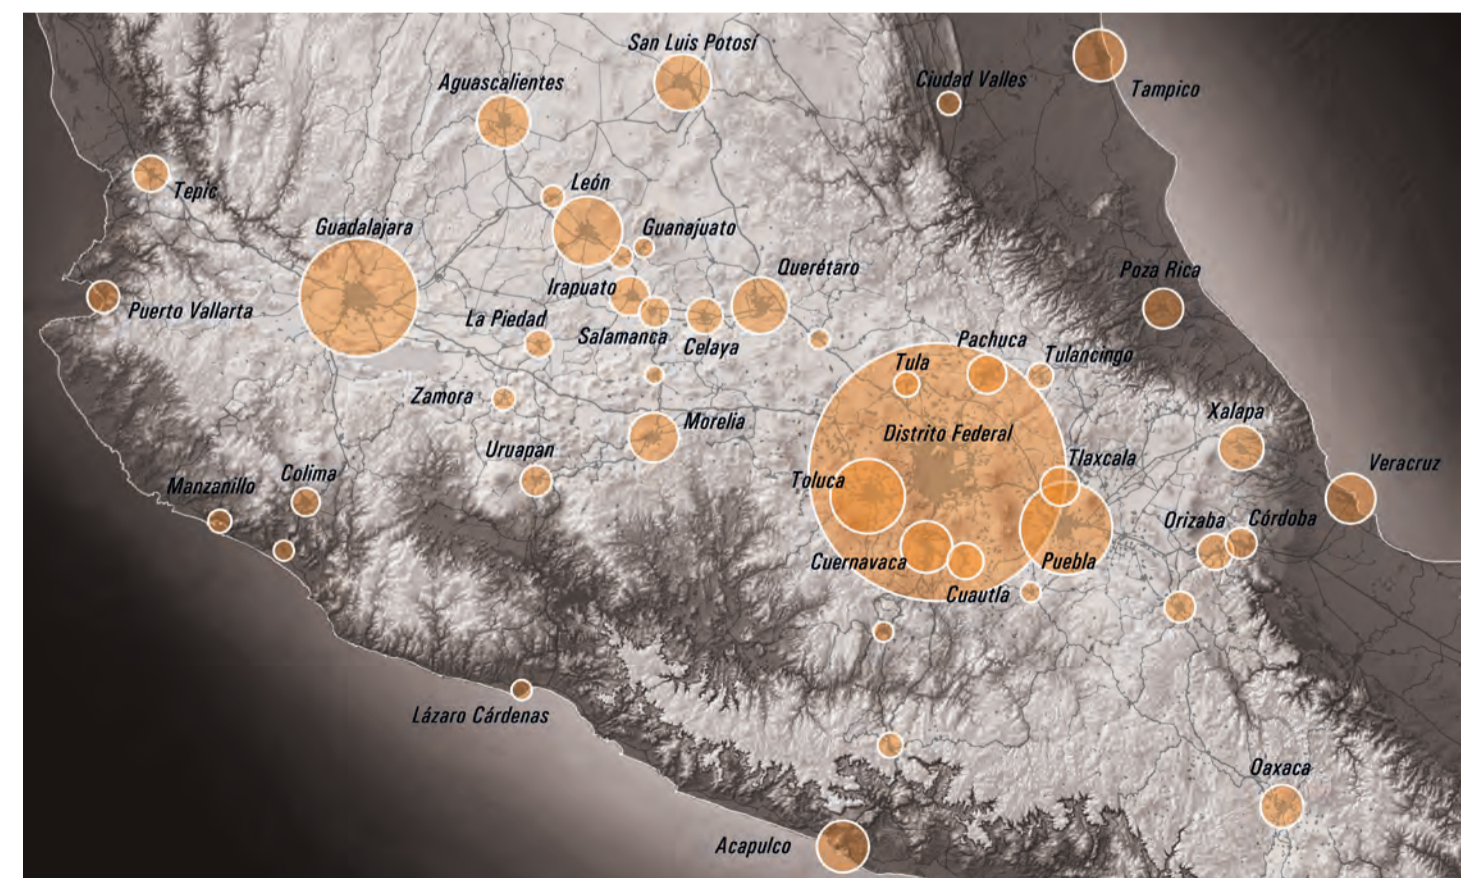 San Luis Potosí
Aguascalientes
Ciudad Valles
Tampico
Tepic
León
Guadalajara
Guanajuato
Querétaro
Poza Rica
Irapuato
Puerto Vallarta
La Piedad
Salamanca
Celaya
Pachuca
Tulancingo
Tula
Zamora
Morelia
Xalapa
Distrito Federal
Uruapan
Tlaxcala
Veracruz
Colima
Manzanillo
Toluca
Orizaba
Córdoba
Cuernavaca
Puebla
Cuautla
Lázaro Cárdenas
Oaxaca
Acapulco